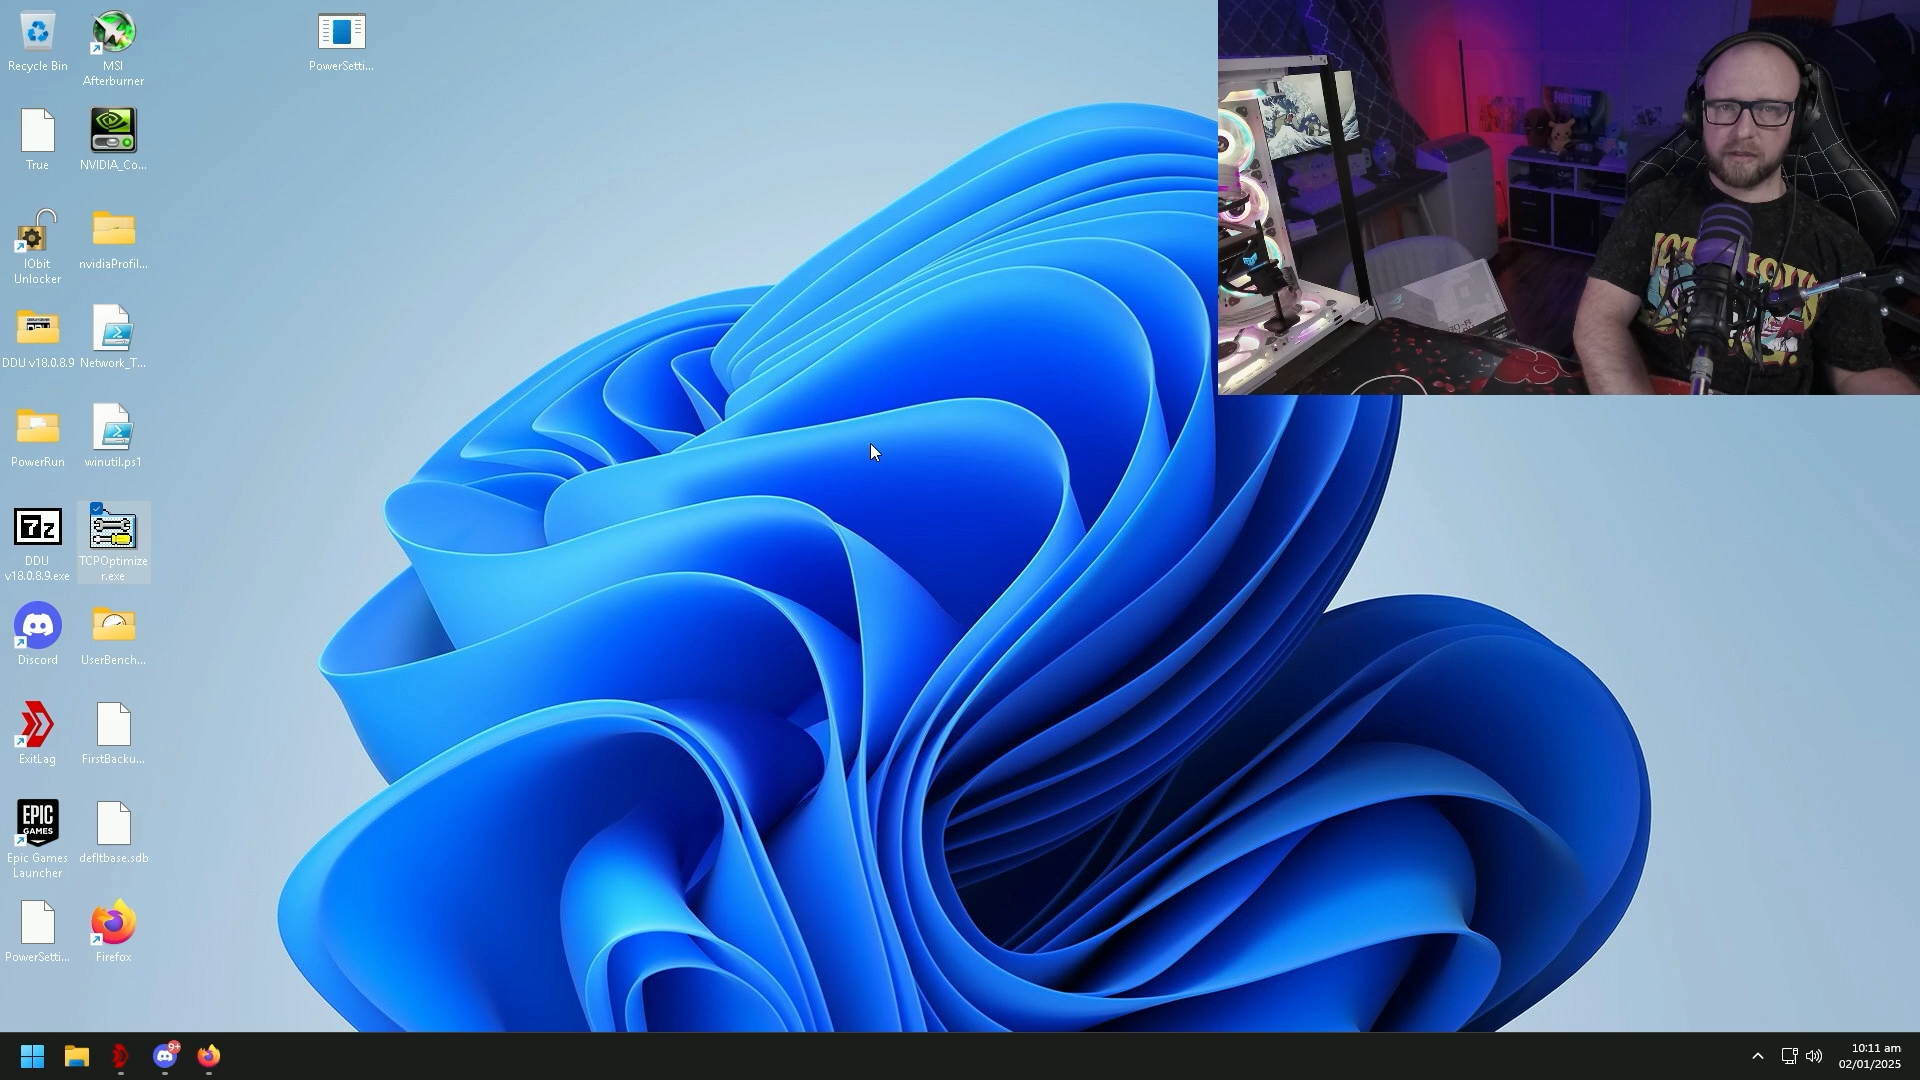 Recycle Bin
MSI
Afterburner
PowerSetti...
True
NVIDIA_Co...
IObit
Unlocker
nvidiaProfil...
DDU v18.0.8.9
Network_T...
PowerRun
winutil.ps1
7z
DDU
v18.0.8.9.exe
TCPOptimize
r.exe
Discord
UserBench...
ExitLag
FirstBacku...
EPIC
GAMES
Epic Games
Launcher
defltbase.sdb
PowerSetti...
Firefox
FORTNITE
9+
10:11 am
02/01/2025